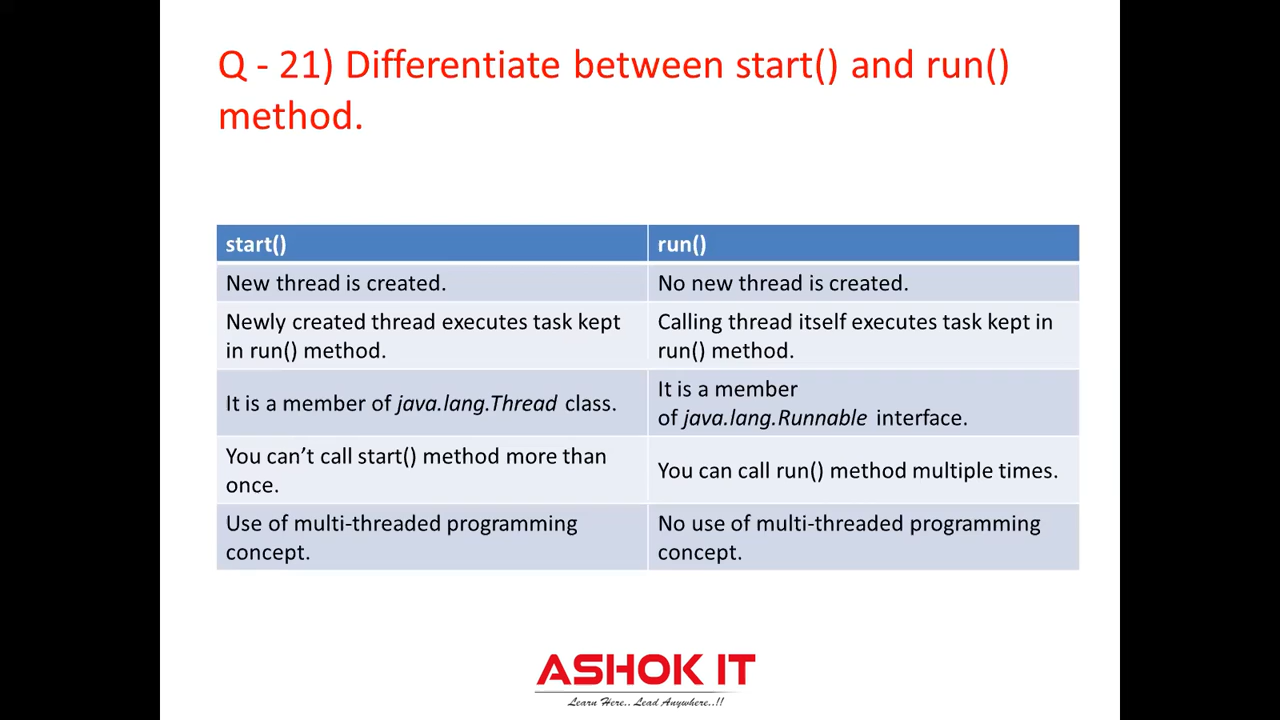 Q - 21) Differentiate between start() and run()
method.
start()
run()
New thread is created.
No new thread is created.
Newly created thread executes task kept
in run() method.
Calling thread itself executes task kept in
run() method.
It is a member of java.lang.Thread class.
It is a member
of java.lang.Runnable interface.
You can’t call start() method more than
once.
You can call run() method multiple times.
Use of multi-threaded programming
concept.
No use of multi-threaded programming
concept.
ASHOK IT
Learn Here.. Lead Anywhere..!!